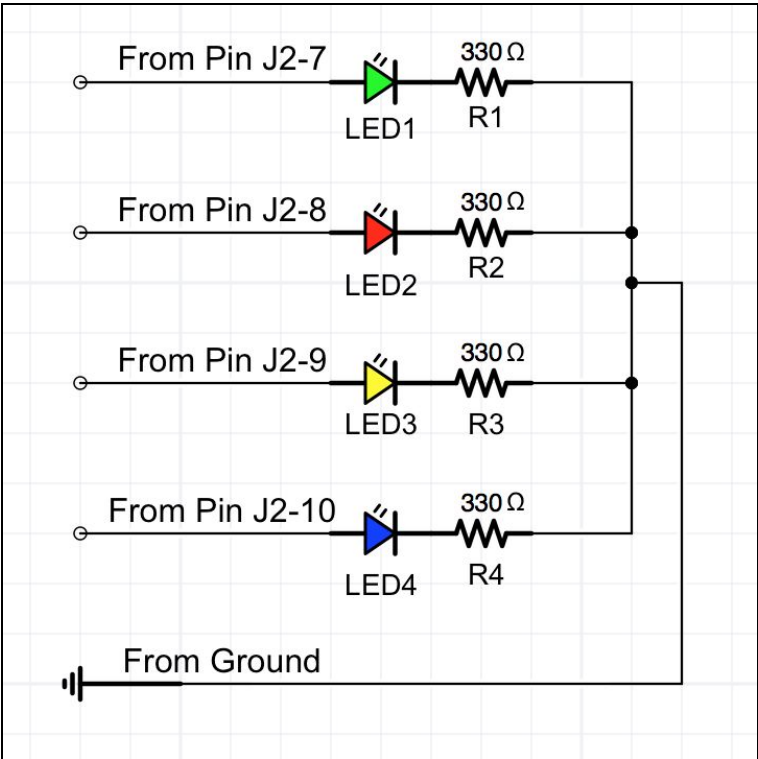 From Pin J2-7
330 Ω
LED1
R1
From Pin J2-8
330 Ω
LED2
R2
From Pin J2-9
330 Ω
LED3
R3
From Pin J2-10
330 Ω
LED4
R4
From Ground